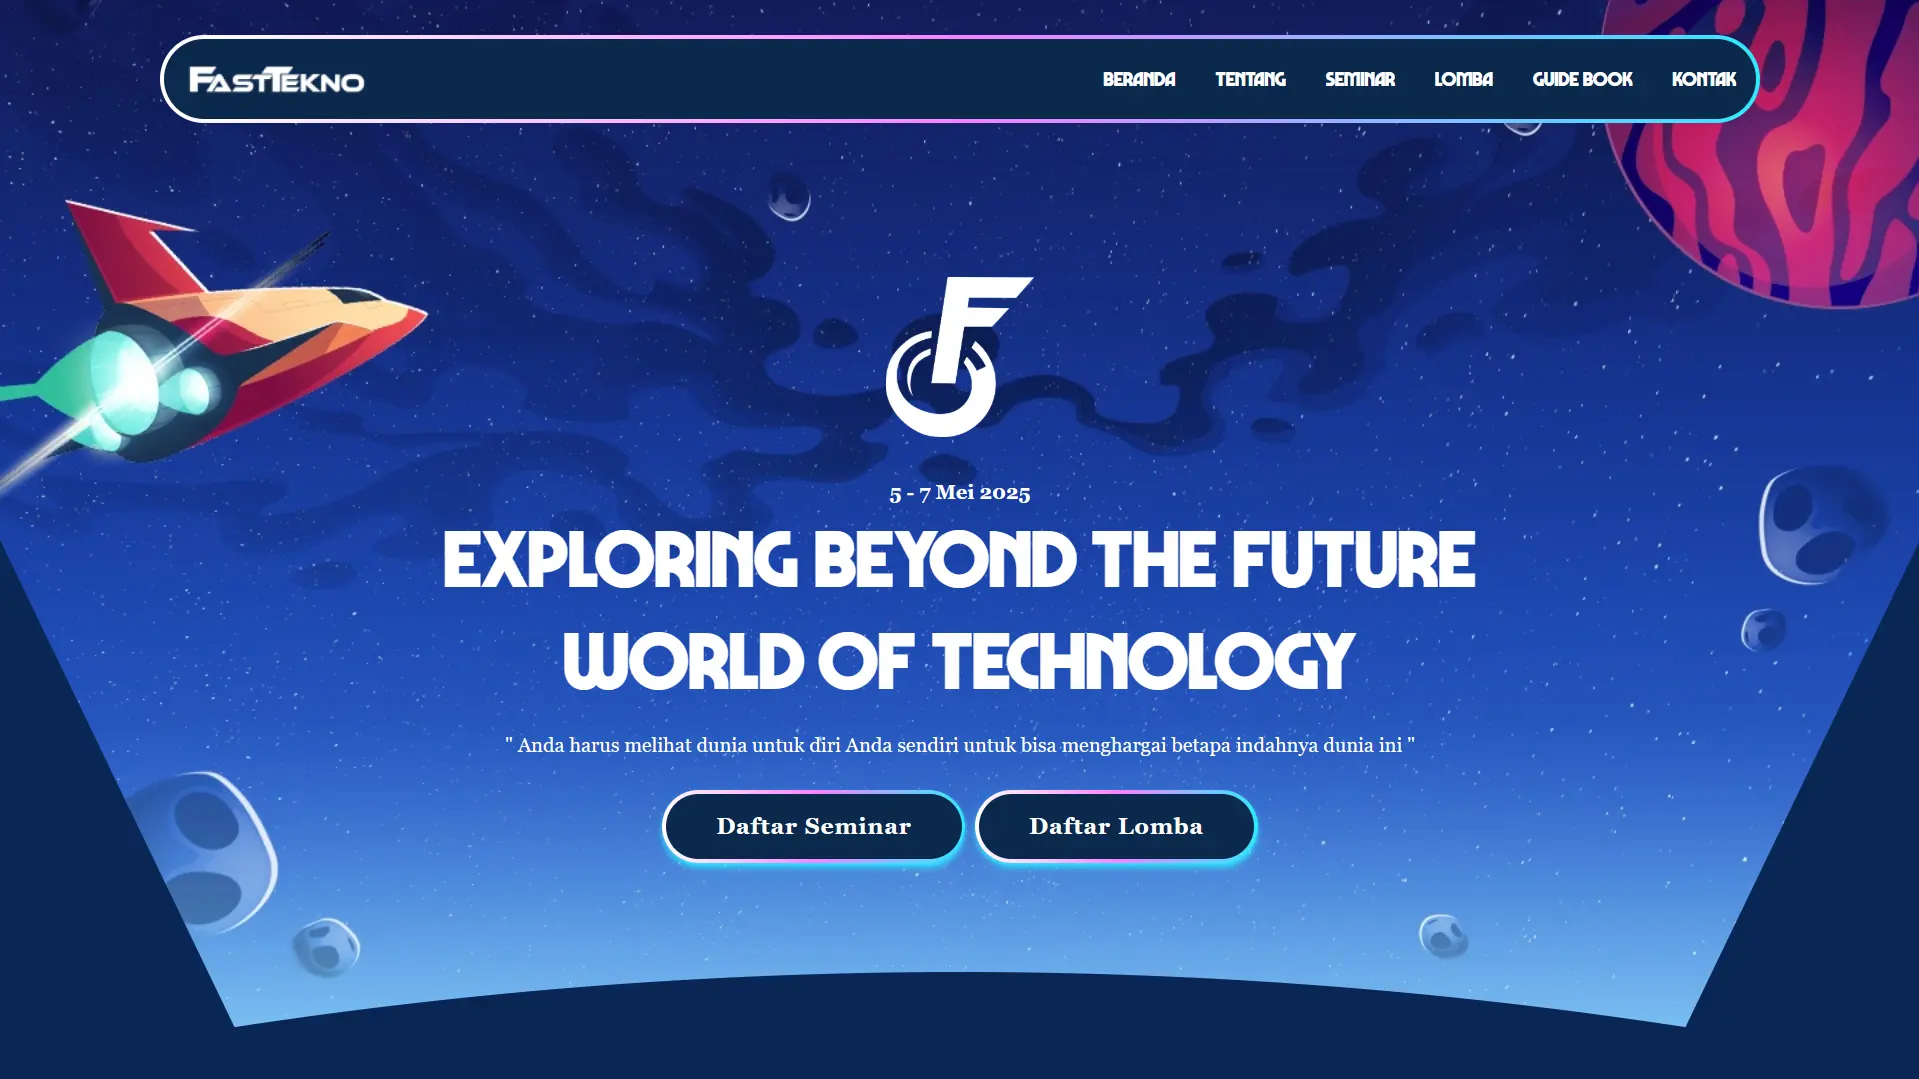 FASTTEKNO
BERANDA TENTANG SEMINAR LOMBA GUIDE BOOK KONTAK
F
5 - 7 Mei 2025
EXPLORING BEYOND THE FUTURE
WORLD OF TECHNOLOGY
" Anda harus melihat dunia untuk diri Anda sendiri untuk bisa menghargai betapa indahnya dunia ini "
Daftar Seminar Daftar Lomba